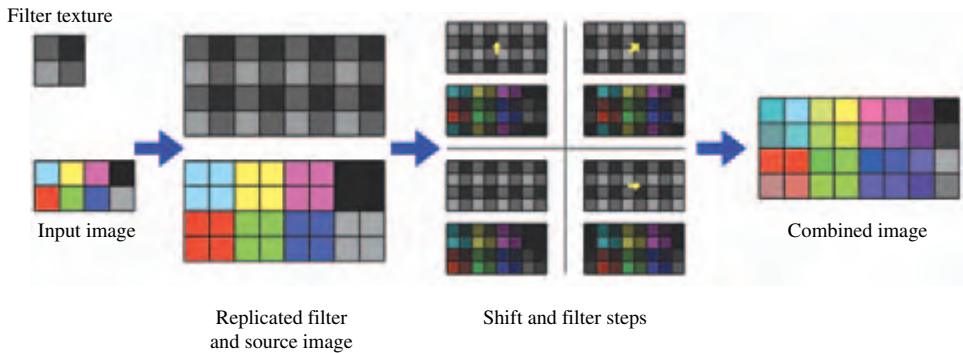 Filter texture
Input image
Replicated filter
and source image
Shift and filter steps
Combined image